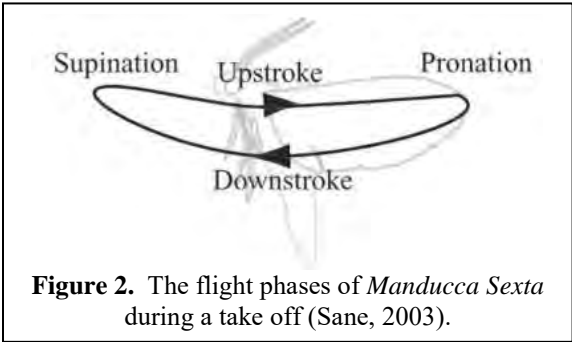 Supination Upstroke Pronation
Downstroke
Figure 2. The flight phases of Manducca Sexta
during a take off (Sane, 2003).